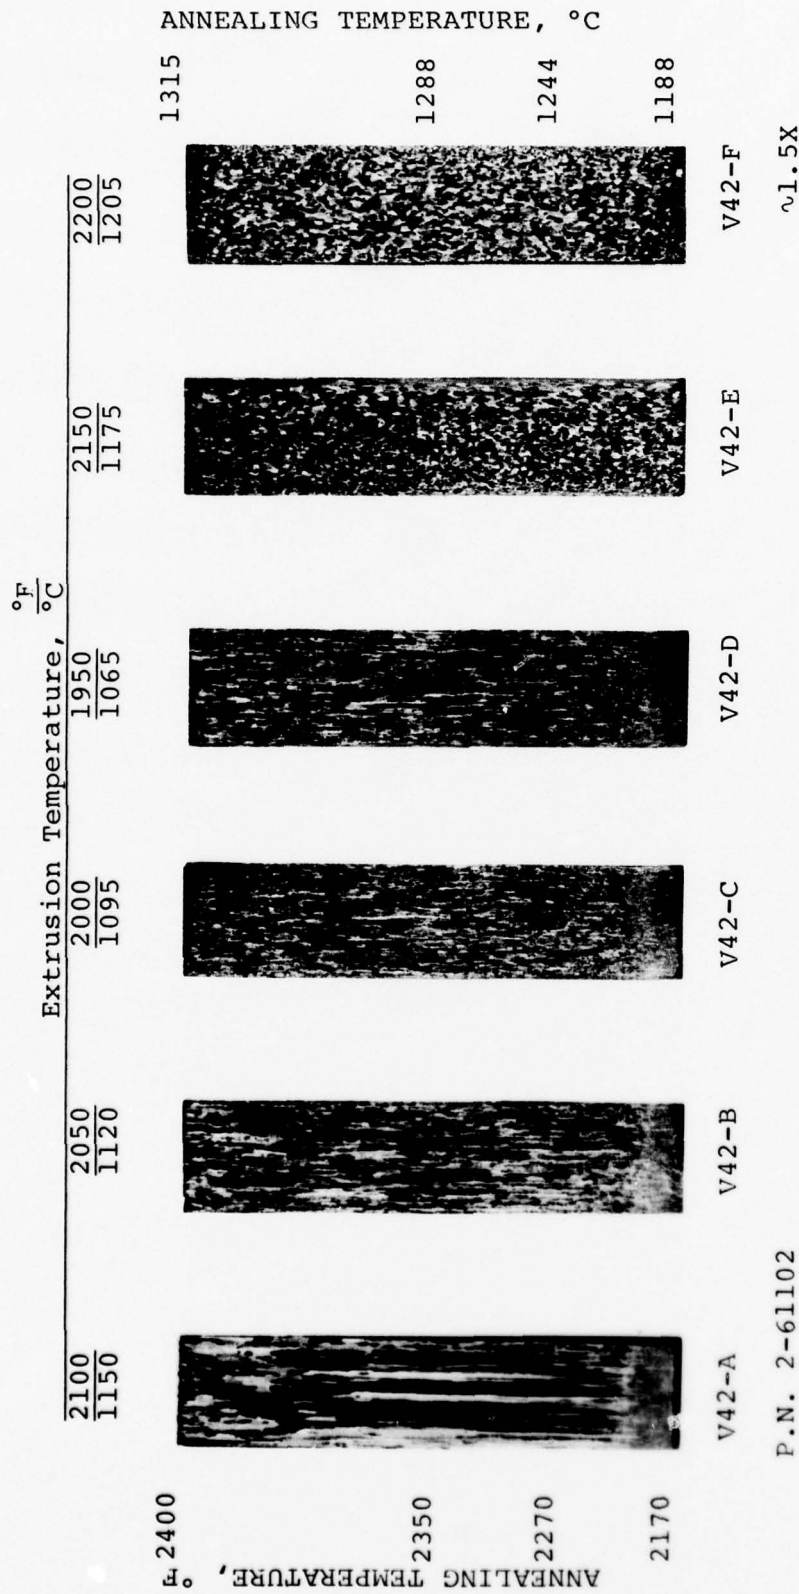 Extrusion Temperature, °F/°C
2100 2050 2000 1950 2150 2200
1150 1120 1095 1065 1175 1205
ANNEALING TEMPERATURE, °F
2400
2350
2270
2170
ANNEALING TEMPERATURE, °C
1315
1288
1244
1188
V42-A V42-B V42-C V42-D V42-E V42-F
P.N. 2-61102 ~1.5X